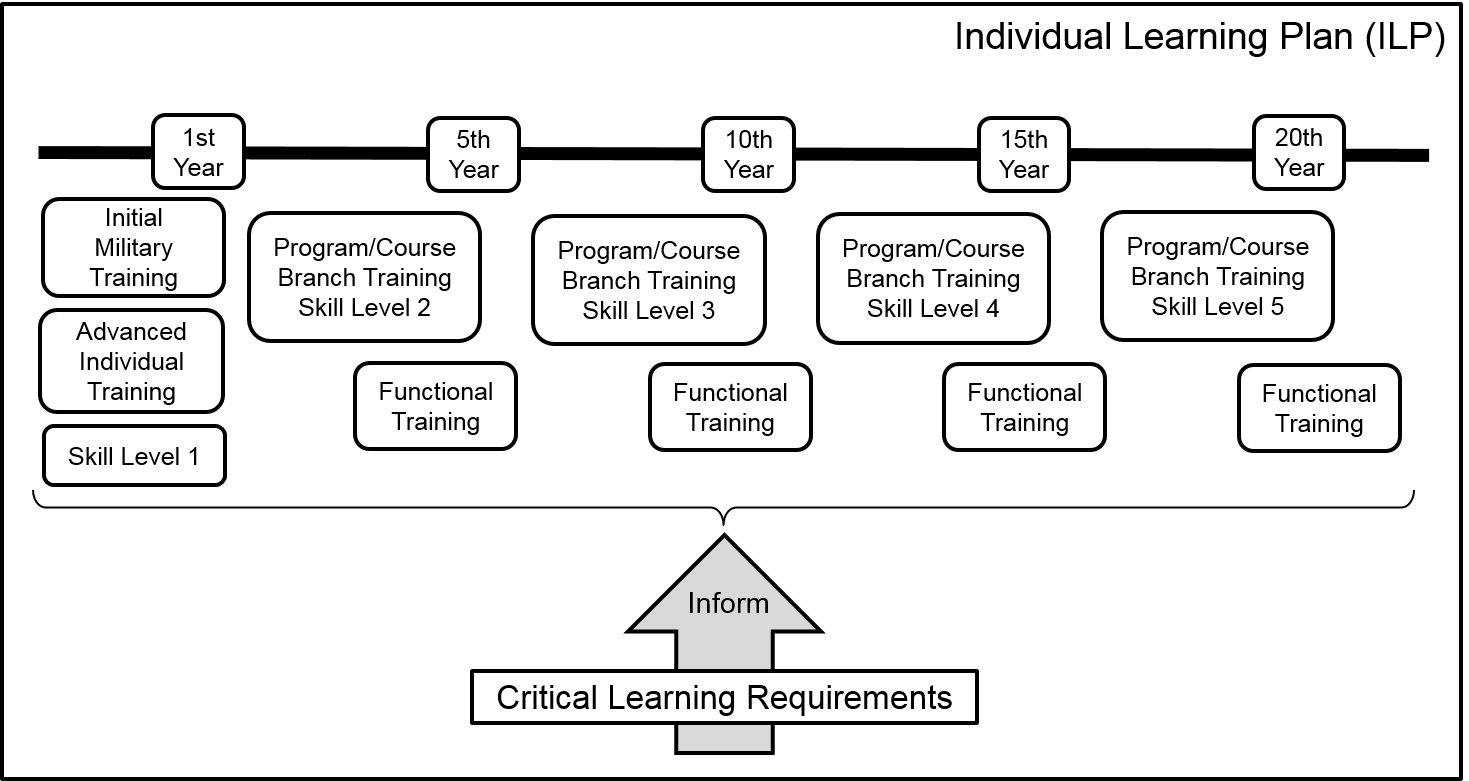 Individual Learning Plan (ILP)
1st
Year
5th
Year
10th
Year
15th
Year
20th
Year
Initial
Military
Training
Advanced
Individual
Training
Skill Level 1
Program/Course
Branch Training
Skill Level 2
Functional
Training
Program/Course
Branch Training
Skill Level 3
Functional
Training
Program/Course
Branch Training
Skill Level 4
Functional
Training
Program/Course
Branch Training
Skill Level 5
Functional
Training
Inform
Critical Learning Requirements